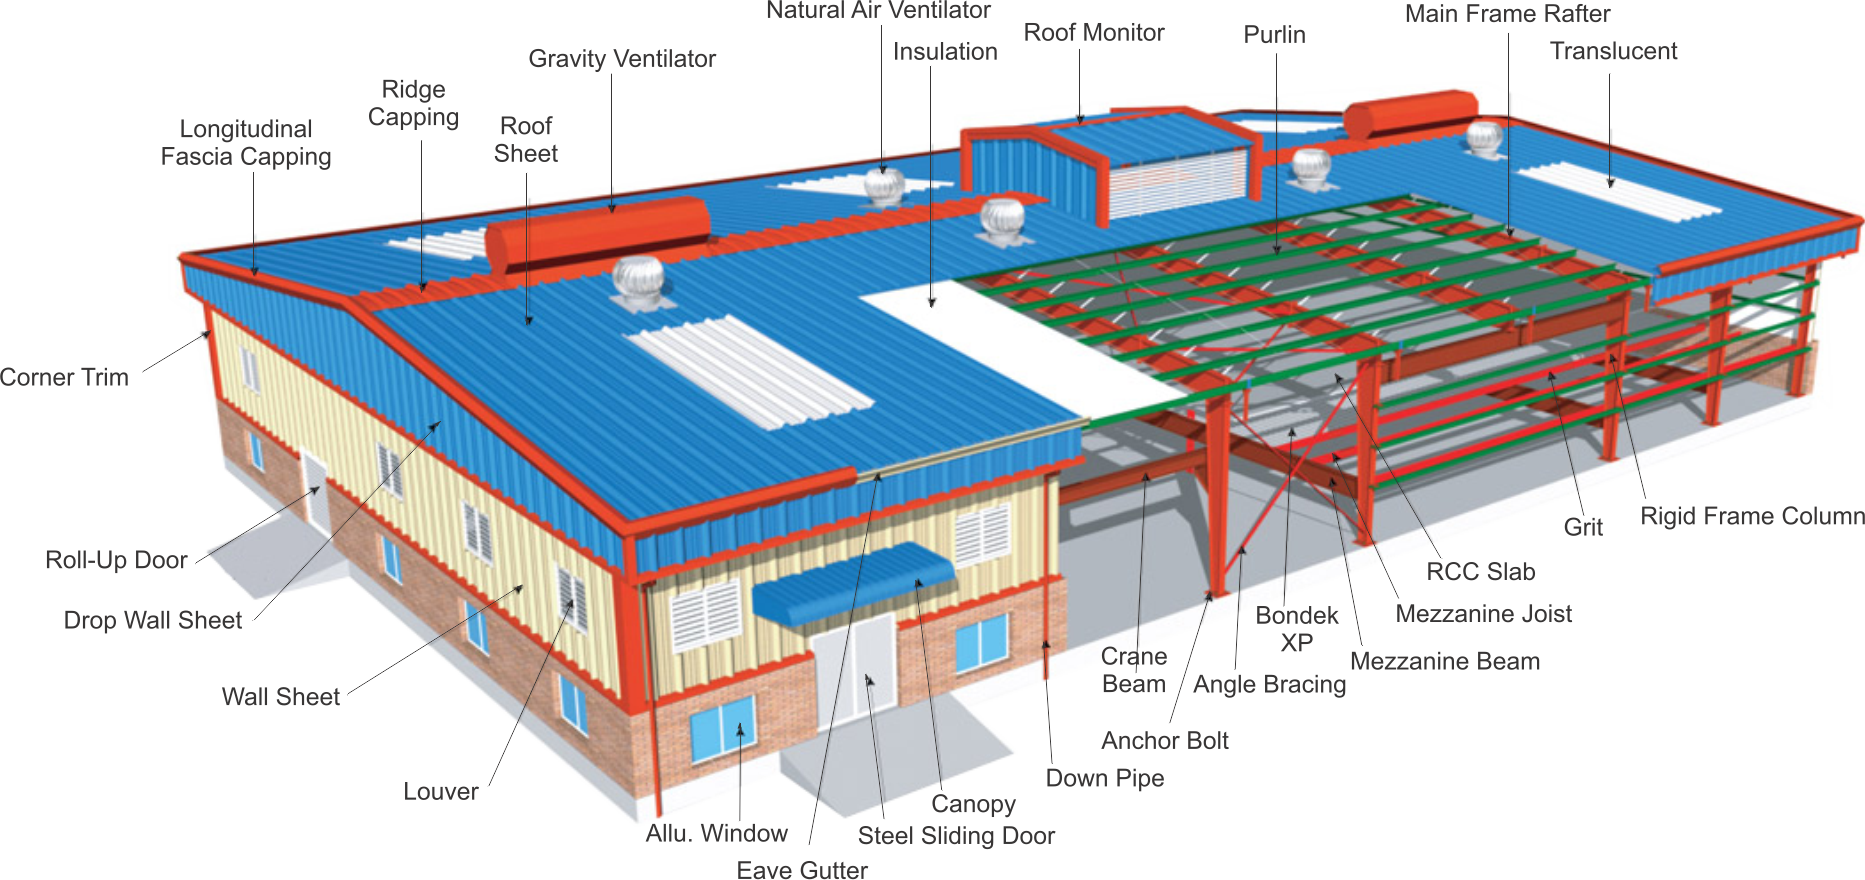 Natural Air Ventilator
Main Frame Rafter
Roof Monitor
Purlin
Insulation
Translucent
Gravity Ventilator
Ridge
Capping
Roof
Sheet
Longitudinal
Fascia Capping
Corner Trim
Roll-Up Door
Drop Wall Sheet
Wall Sheet
Louver
Allu. Window
Eave Gutter
Steel Sliding Door
Canopy
Down Pipe
Anchor Bolt
Crane
Beam
Angle Bracing
Bondek
XP
Mezzanine Beam
Mezzanine Joist
RCC Slab
Grit
Rigid Frame Column